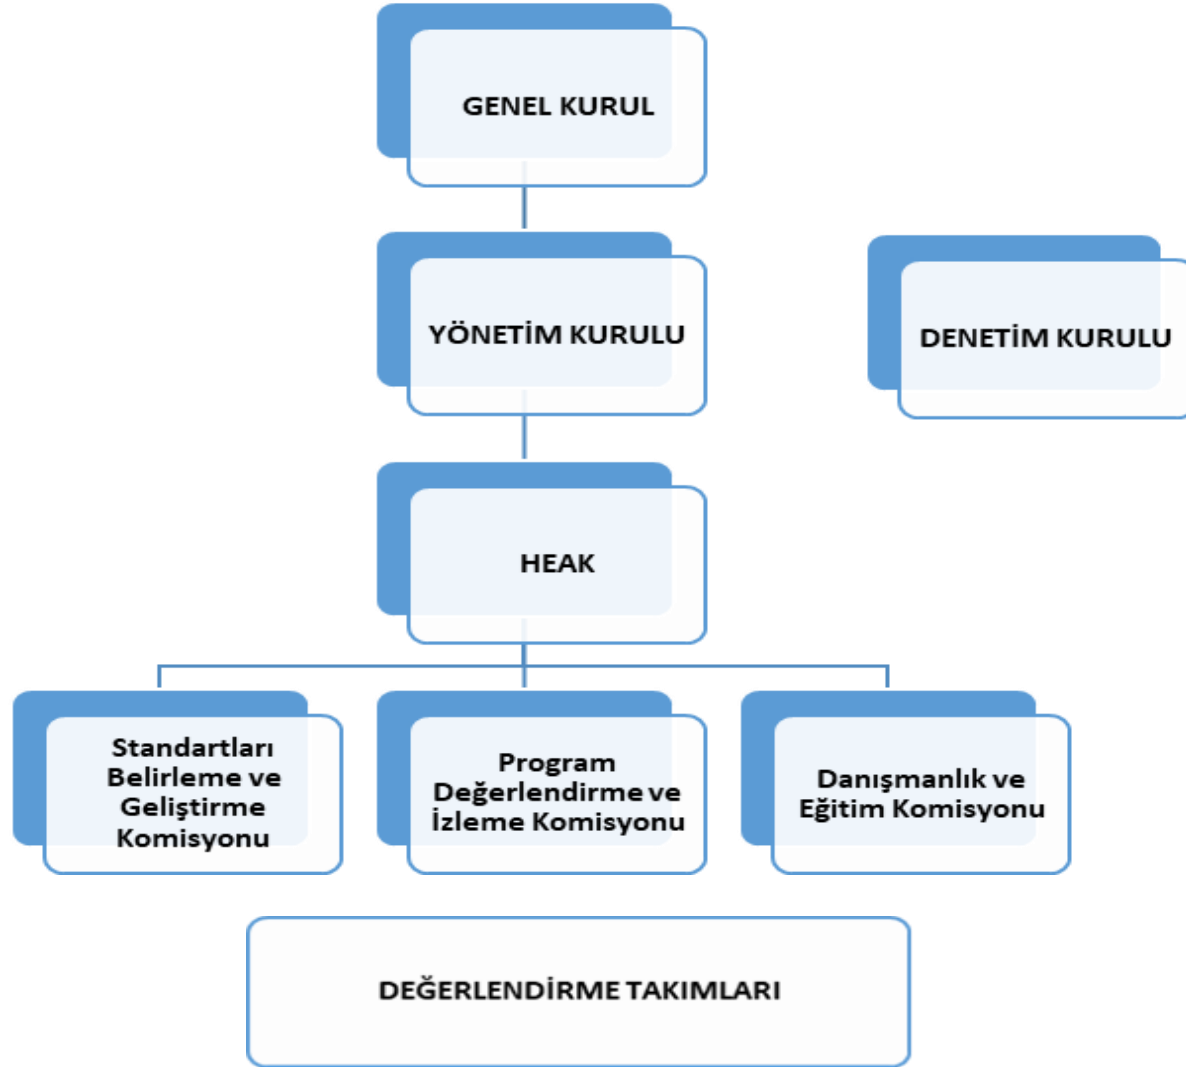 GENEL KURUL
YÖNETİM KURULU
DENETİM KURULU
HEAK
Standartları
Belirleme ve
Geliştirme
Komisyonu
Program
Değerlendirme ve
İzleme Komisyonu
Danışmanlık ve
Eğitim Komisyonu
DEĞERLENDİRME TAKIMLARI